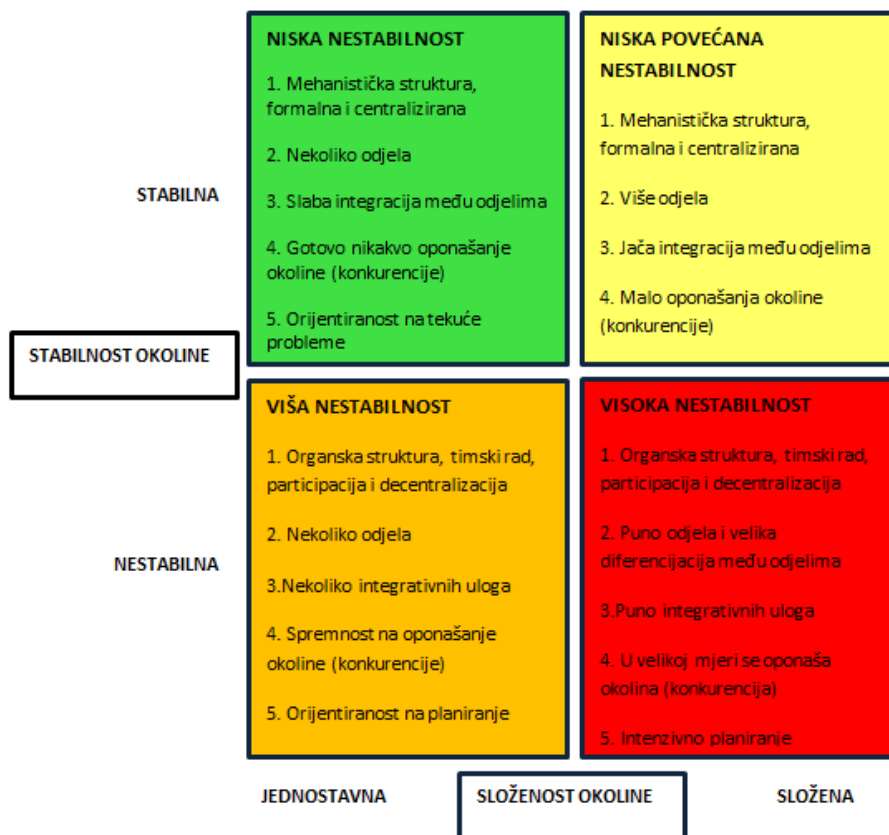 NISKA NESTABILNOST
1. Mehanistička struktura,
formalna i centralizirana
2. Nekoliko odjela
3. Slaba integracija među odjelima
4. Gotovo nikakvo oponašanje
okoline (konkurencije)
5. Orijentiranost na tekuće
probleme
NISKA POVEĆANA
NESTABILNOST
1. Mehanistička struktura,
formalna i centralizirana
2. Više odjela
3. Jača integracija među odjelima
4. Malo oponašanja okoline
(konkurencije)
STABILNA
STABILNOST OKOLINE
VIŠA NESTABILNOST
1. Organska struktura, timski rad,
participacija i decentralizacija
2. Nekoliko odjela
3.Nekoliko integrativnih uloga
4. Spremnost na oponašanje
okoline (konkurencije)
5. Orijentiranost na planiranje
VISOKA NESTABILNOST
1. Organska struktura, timski rad,
participacija i decentralizacija
2. Puno odjela i velika
diferencijacija među odjelima
3.Puno integrativnih uloga
4. U velikoj mjeri se oponaša
okolina (konkurencija)
5. Intenzivno planiranje
NESTABILNA
JEDNOSTAVNA
SLOŽENOST OKOLINE
SLOŽENA